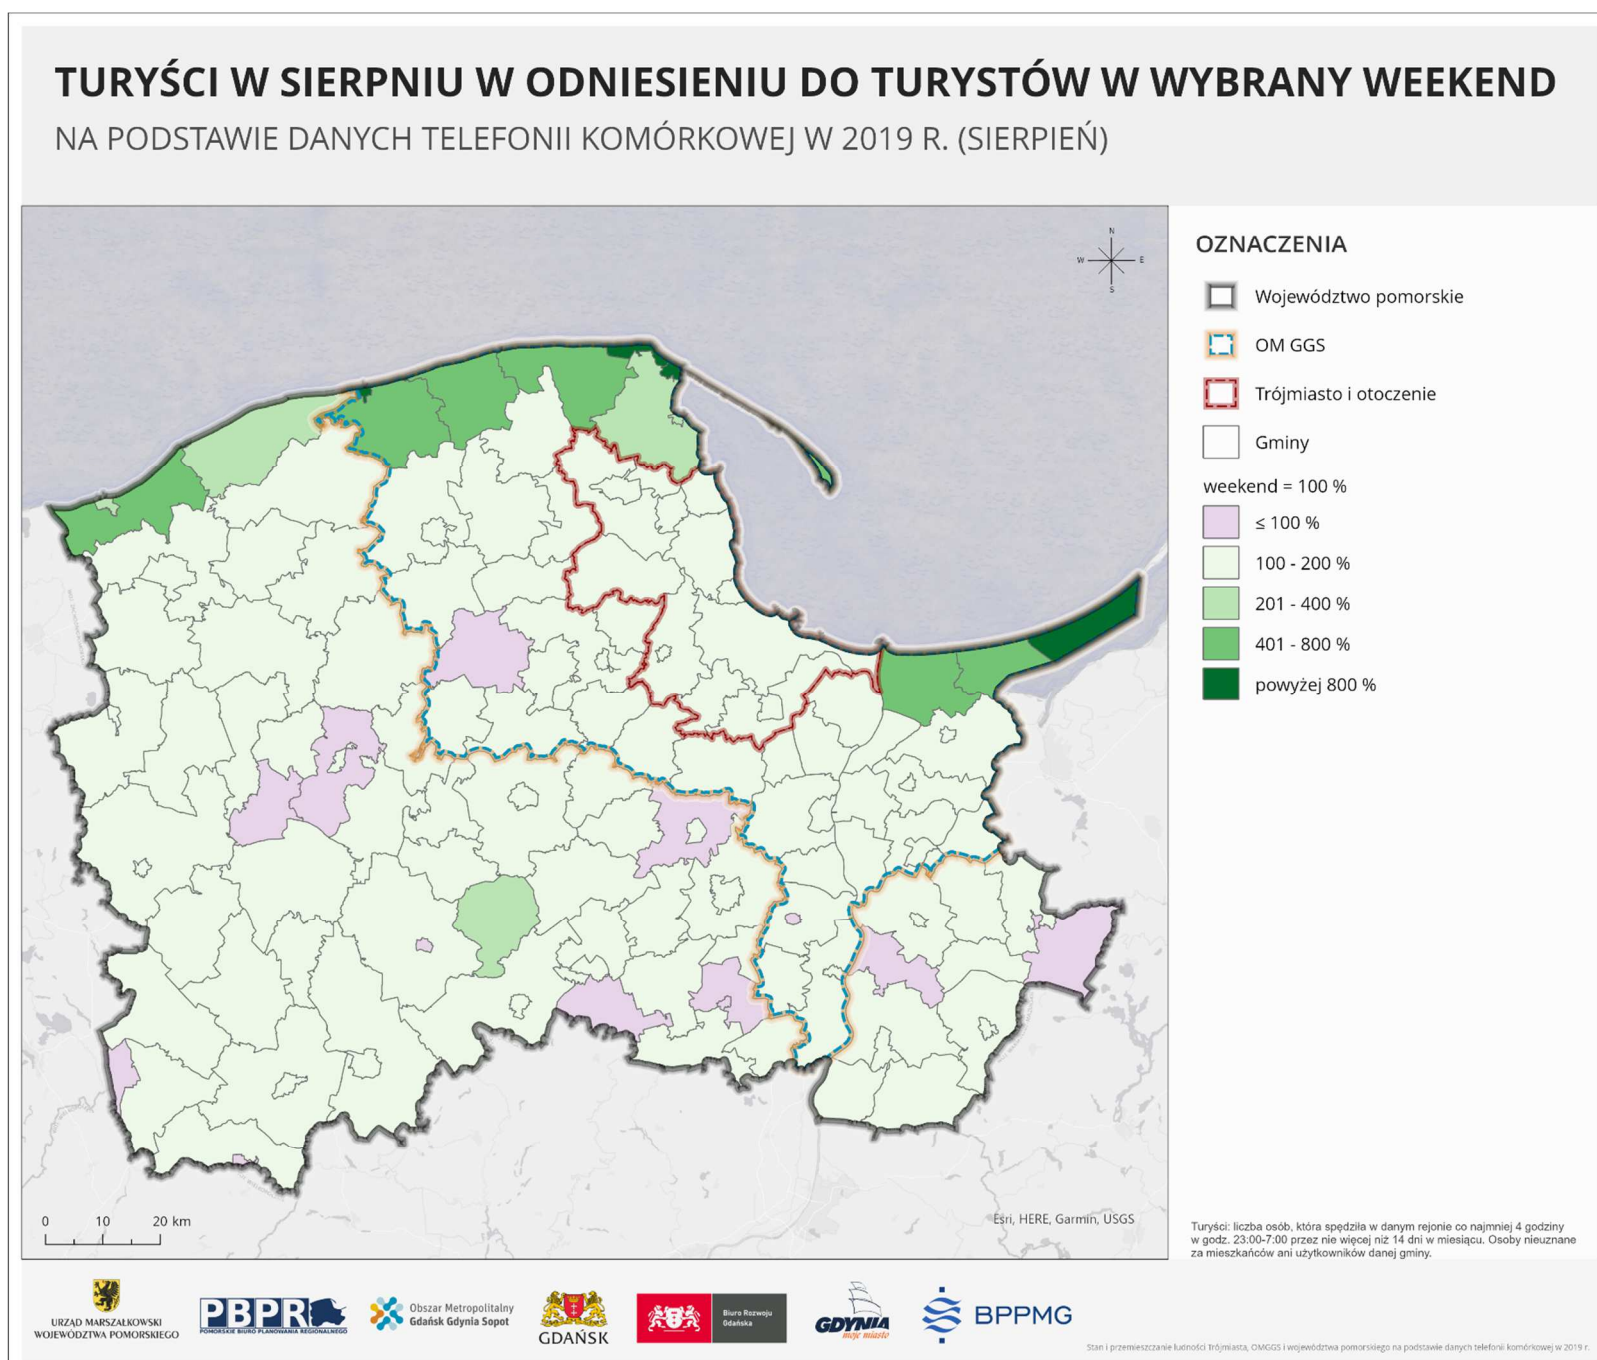 TURYŚCI W SIERPNIU W ODNIESIENIU DO TURYSTÓW W WYBRANY WEEKEND
NA PODSTAWIE DANYCH TELEFONII KOMÓRKOWEJ W 2019 R. (SIERPIEŃ)
N
W E
S
OZNACZENIA
Województwo pomorskie
OM GGS
Trójmiasto i otoczenie
Gminy
weekend = 100 %
≤ 100 %
100 - 200 %
201 - 400 %
401 - 800 %
powyżej 800 %
0 10 20 km
Esri, HERE, Garmin, USGS
Turyści: liczba osób, która spędziła w danym rejonie co najmniej 4 godziny
w godz. 23:00-7:00 przez nie więcej niż 14 dni w miesiącu. Osoby nieuznane
za mieszkańców ani użytkowników danej gminy.
URZĄD MARSZAŁKOWSKI
WOJEWÓDZTWA POMORSKIEGO
PBPR
POMORSKIE BIURO PLANOWANIA REGIONALNEGO
Obszar Metropolitalny
Gdańsk Gdynia Sopot
GDAŃSK
Biuro Rozwoju
Gdańska
GDYNIA
moje miasto
BPPMG
Stan i przemieszczanie ludności Trójmiasta, OMGGS i województwa pomorskiego na podstawie danych telefonii komórkowej w 2019 r.